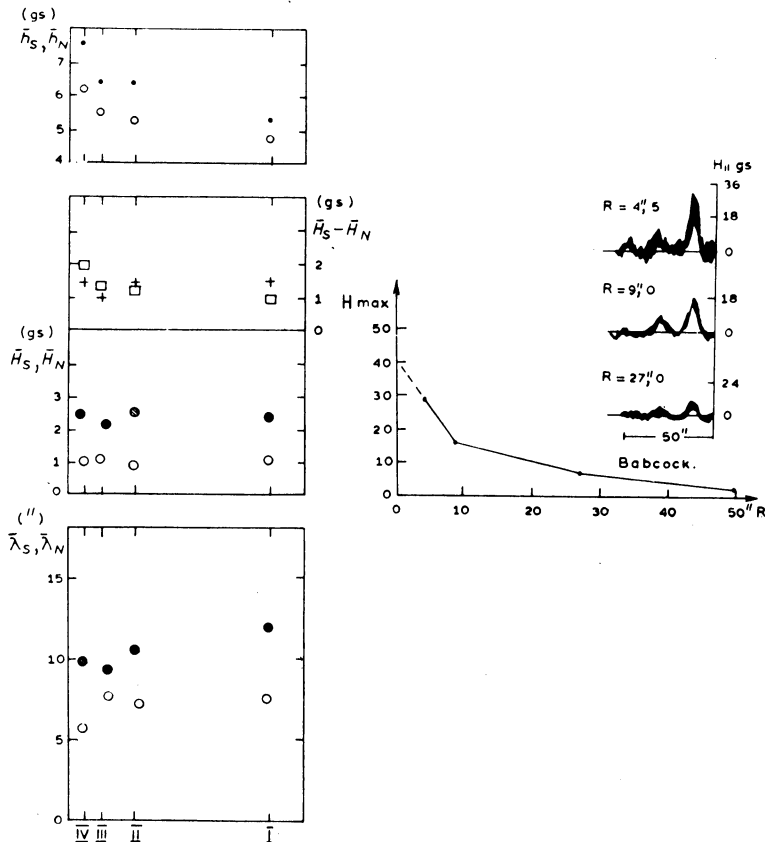 (gs)
h̄S, h̄N
7
6
5
4
(gs)
H̄S–H̄N
2
1
0
(gs)
H̄S, H̄N
3
2
1
0
(")
λ̄S, λ̄N
15
10
5
0
IV III II I
H max
50
40
30
20
10
0
0 10 20 30 40 50" R
H|| gs
36
R = 4",5
18
0
R = 9",0
18
0
R = 27",0
24
0
50"
Babcock.